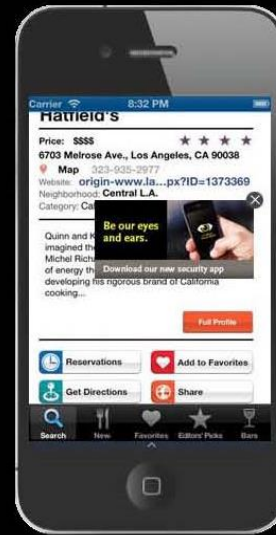 Carrier 8:32 PM
Hatfield's
Price: $$$$ ★ ★ ★ ★
6703 Melrose Ave., Los Angeles, CA 90038
Map 323-935-2977
Website: origin-www.la...px?ID=1373369
Neighborhood: Central L.A.
Category: Cal
Be our eyes
and ears.
Download our new security app
Quinn and K
imagined the
Michel Richa
of energy th
developing his rigorous brand of California
cooking...
Full Profile
Reservations
Add to Favorites
Get Directions
Share
Search New Favorites Editors' Picks Bars